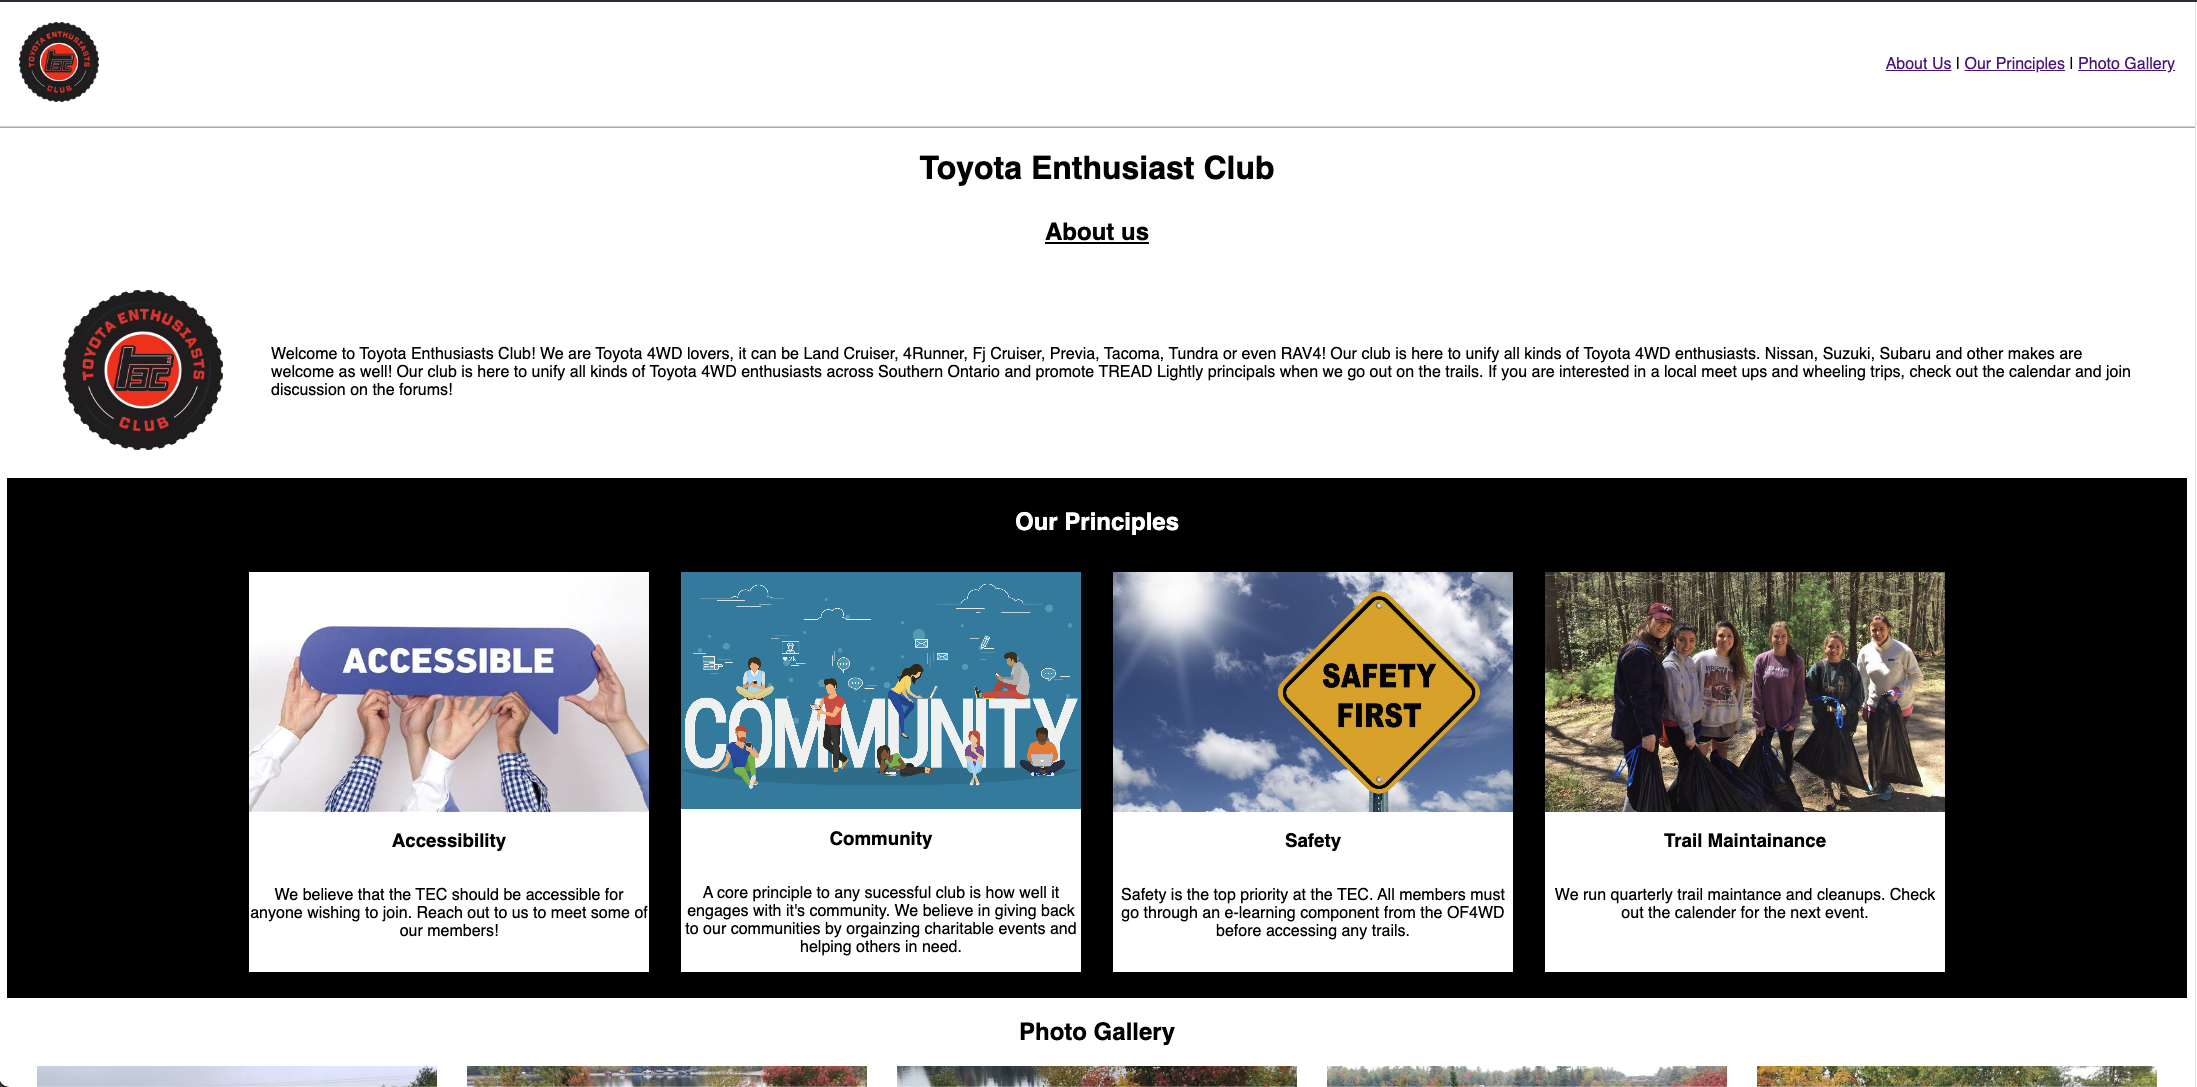 TOYOTA ENTHUSIASTS
CLUB
About Us | Our Principles | Photo Gallery
Toyota Enthusiast Club
About us
TOYOTA ENTHUSIASTS
CLUB
Welcome to Toyota Enthusiasts Club! We are Toyota 4WD lovers, it can be Land Cruiser, 4Runner, Fj Cruiser, Previa, Tacoma, Tundra or even RAV4! Our club is here to unify all kinds of Toyota 4WD enthusiasts. Nissan, Suzuki, Subaru and other makes are
welcome as well! Our club is here to unify all kinds of Toyota 4WD enthusiasts across Southern Ontario and promote TREAD Lightly principals when we go out on the trails. If you are interested in a local meet ups and wheeling trips, check out the calendar and join
discussion on the forums!
Our Principles
ACCESSIBLE
Accessibility
We believe that the TEC should be accessible for
anyone wishing to join. Reach out to us to meet some of
our members!
COMMUNITY
Community
A core principle to any sucessful club is how well it
engages with it's community. We believe in giving back
to our communities by orgainzing charitable events and
helping others in need.
SAFETY
FIRST
Safety
Safety is the top priority at the TEC. All members must
go through an e-learning component from the OF4WD
before accessing any trails.
Trail Maintainance
We run quarterly trail maintance and cleanups. Check
out the calender for the next event.
Photo Gallery